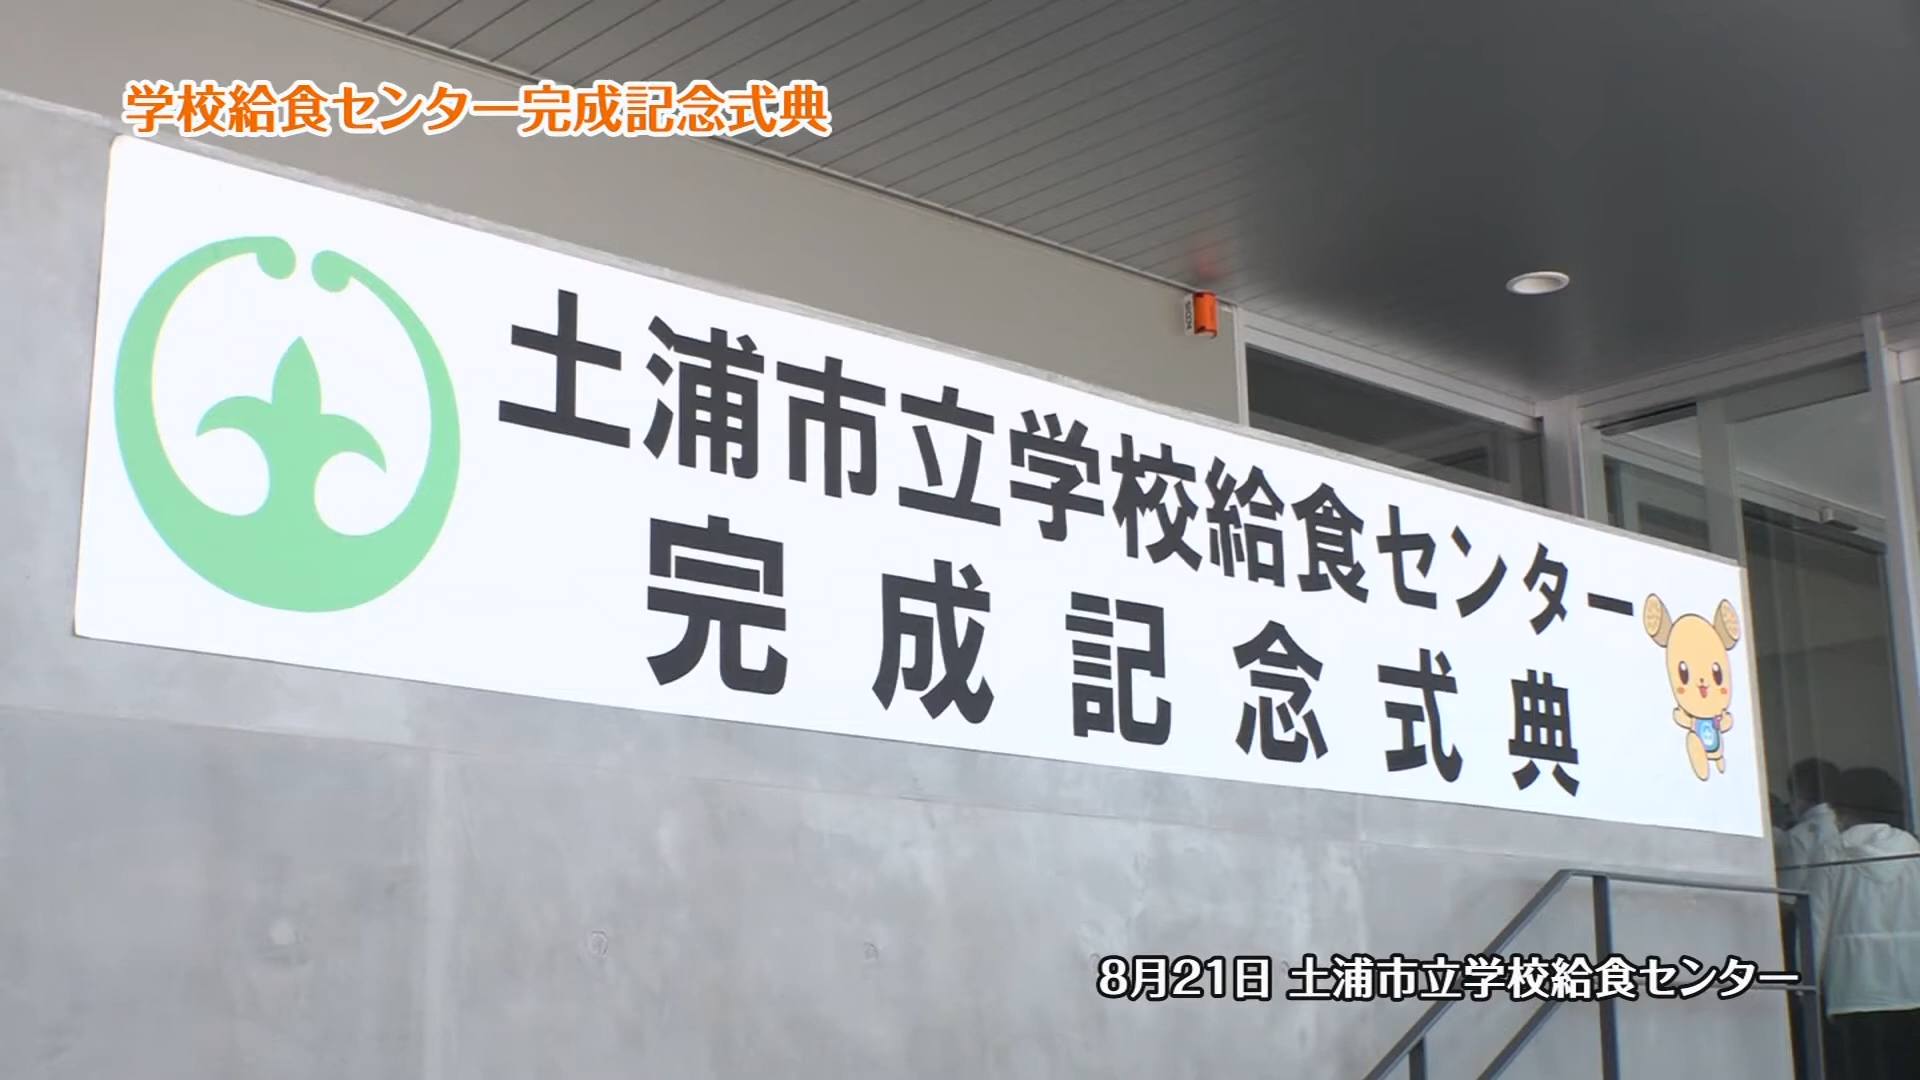 学校給食センター完成記念式典
土浦市立学校給食センター
完成記念式典
8月21日 土浦市立学校給食センター